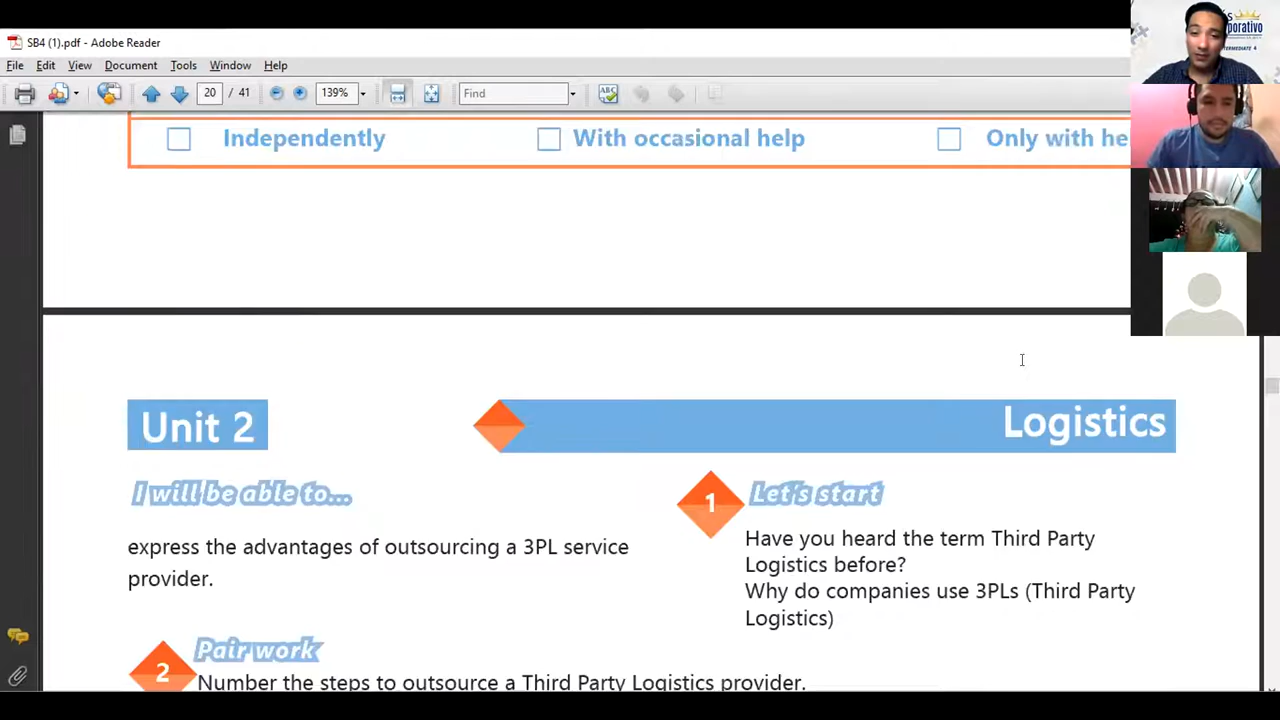 SB4 (1).pdf - Adobe Reader
File Edit View Document Tools Window Help
20 / 41 139% Find
Independently With occasional help Only with he
Unit 2 Logistics
I will be able to...
express the advantages of outsourcing a 3PL service
provider.
1 Let's start
Have you heard the term Third Party
Logistics before?
Why do companies use 3PLs (Third Party
Logistics)
2 Pair work
Number the steps to outsource a Third Party Logistics provider.